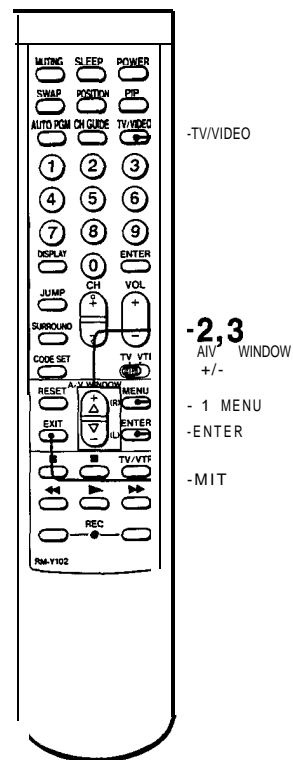 MUTING SLEEP POWER
SWAP POSITION PIP
AUTO PGM CH GUIDE TV/VIDEO
-TV/VIDEO
1 2 3
4 5 6
7 8 9
DISPLAY 0 ENTER
JUMP CH VOL
+ +
SURROUND - -
-2,3
AIV WINDOW
+/-
CODE SET TV VTR
A-V WINDOW
RESET + (R) MENU
- 1 MENU
EXIT - (L) ENTER
-ENTER
TV/VTR
-MIT
REC
RM-Y102